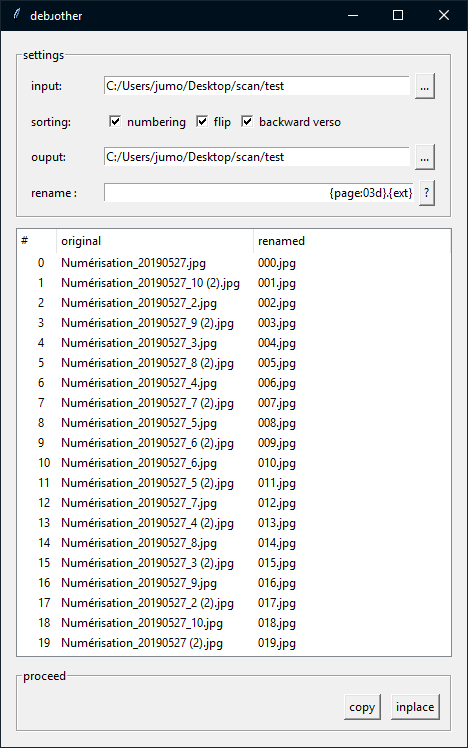 debuother
settings
input: C:/Users/jumo/Desktop/scan/test ...
sorting: numbering flip backward verso
ouput: C:/Users/jumo/Desktop/scan/test ...
rename : {page:03d}.{ext} ?
# original renamed
0 Numérisation_20190527.jpg 000.jpg
1 Numérisation_20190527_10 (2).jpg 001.jpg
2 Numérisation_20190527_2.jpg 002.jpg
3 Numérisation_20190527_9 (2).jpg 003.jpg
4 Numérisation_20190527_3.jpg 004.jpg
5 Numérisation_20190527_8 (2).jpg 005.jpg
6 Numérisation_20190527_4.jpg 006.jpg
7 Numérisation_20190527_7 (2).jpg 007.jpg
8 Numérisation_20190527_5.jpg 008.jpg
9 Numérisation_20190527_6 (2).jpg 009.jpg
10 Numérisation_20190527_6.jpg 010.jpg
11 Numérisation_20190527_5 (2).jpg 011.jpg
12 Numérisation_20190527_7.jpg 012.jpg
13 Numérisation_20190527_4 (2).jpg 013.jpg
14 Numérisation_20190527_8.jpg 014.jpg
15 Numérisation_20190527_3 (2).jpg 015.jpg
16 Numérisation_20190527_9.jpg 016.jpg
17 Numérisation_20190527_2 (2).jpg 017.jpg
18 Numérisation_20190527_10.jpg 018.jpg
19 Numérisation_20190527 (2).jpg 019.jpg
proceed
copy inplace